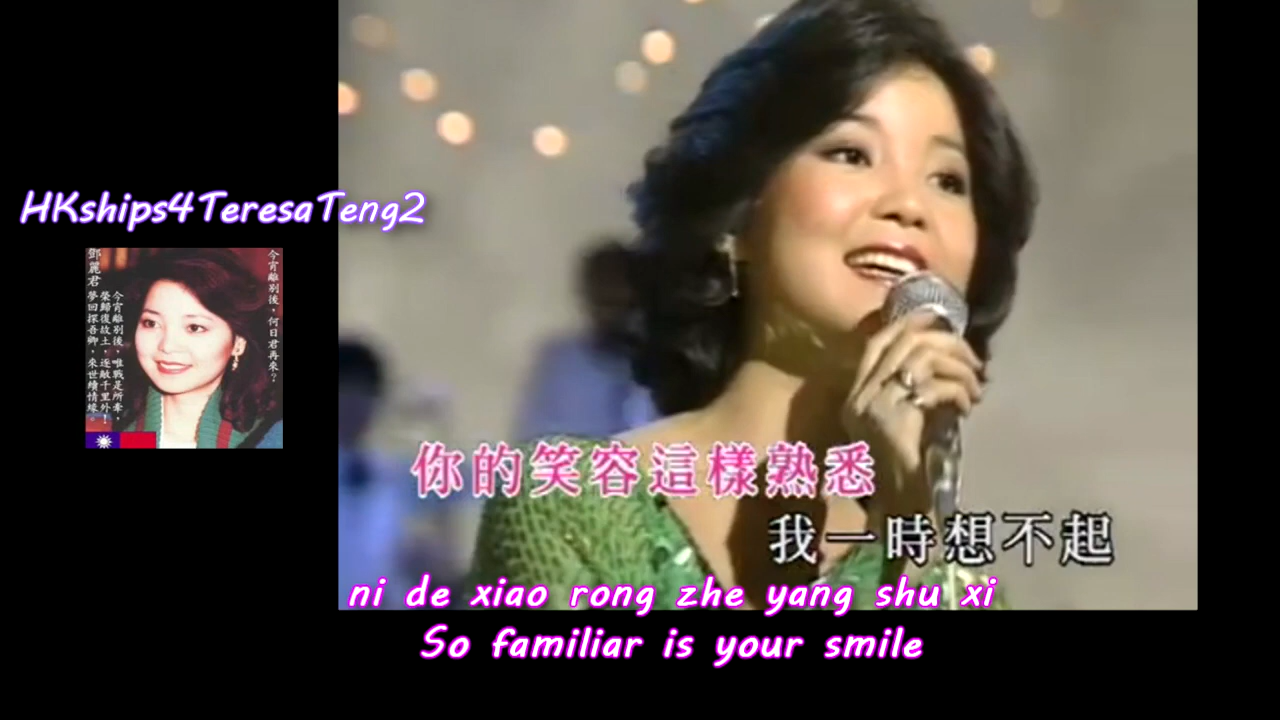 HKships4TeresaTeng2
今宵離別後，何日君再來？
鄧麗君
今宵離別後，唯戰是所牽，
榮歸復故土，逐敵千里外！
夢回探吾卿，來世續情緣。
你的笑容這樣熟悉
我一時想不起
ni de xiao rong zhe yang shu xi
So familiar is your smile